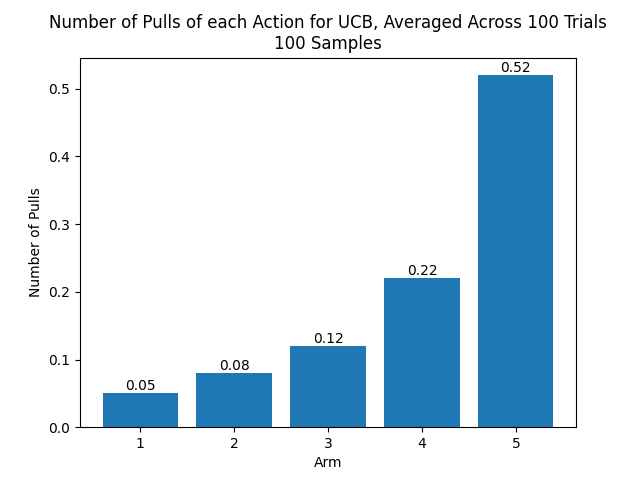 Number of Pulls of each Action for UCB, Averaged Across 100 Trials
100 Samples
Number of Pulls
0.5
0.4
0.3
0.2
0.1
0.0
0.05
0.08
0.12
0.22
0.52
1 2 3 4 5
Arm